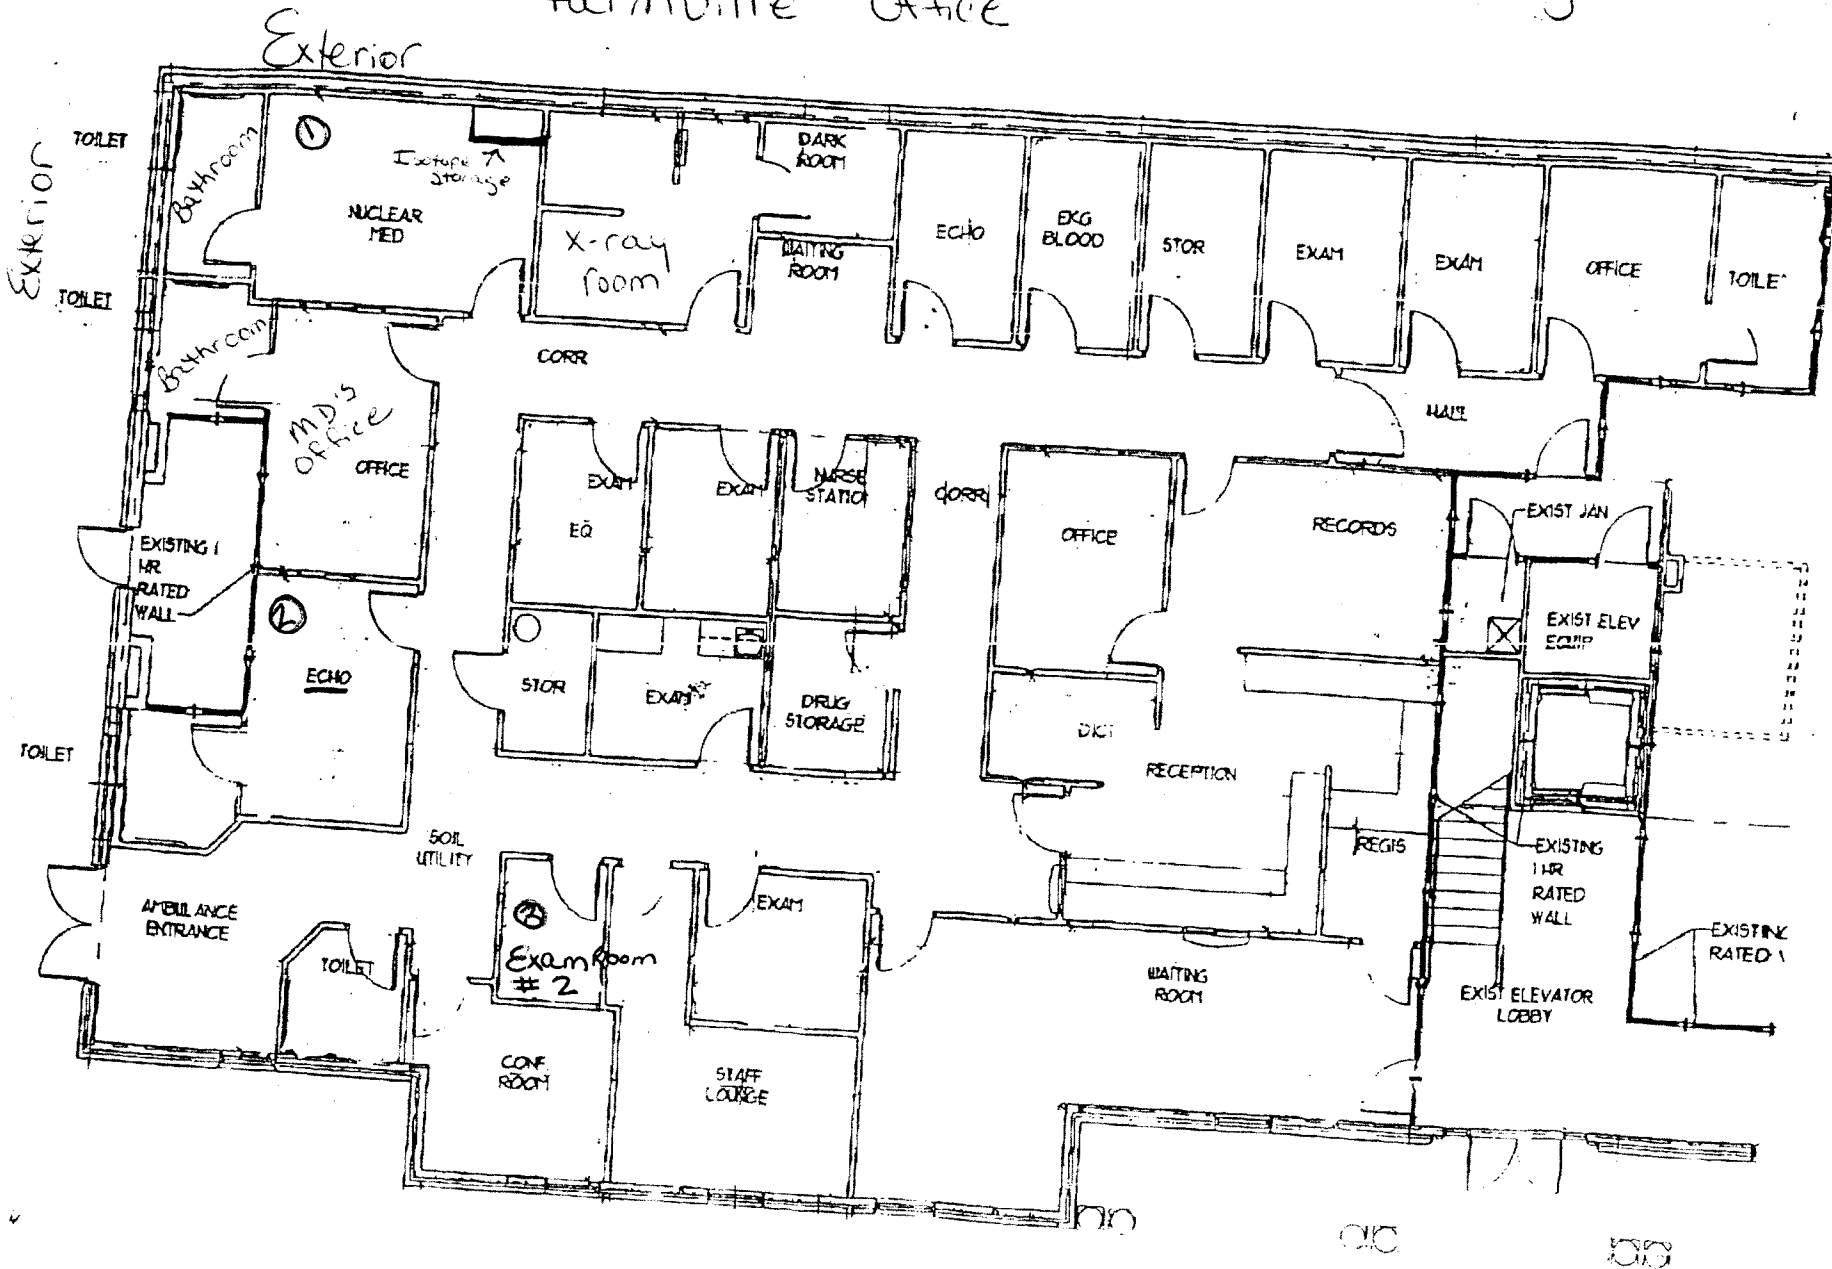 Office
Exterior
Exterior
TOILET
Bathroom
1
Isotope
Storage
NUCLEAR
MED
X-ray
room
DARK
ROOM
WAITING
ROOM
ECHO
EKG
BLOOD
STOR
EXAM
EXAM
OFFICE
TOILET
TOILET
Bathroom
CORR
HALL
MD'S
Office
OFFICE
EXAM
EQ
EXAM
NURSE
STATIO
CORR
OFFICE
RECORDS
EXIST JAN
EXISTING 1
HR
RATED
WALL
2
ECHO
STOR
EXAM
DRUG
STORAGE
DICT
RECEPTION
EXIST ELEV
EQUIP
TOILET
SOIL
UTILITY
REGIS
EXISTING
1 HR
RATED
WALL
AMBULANCE
ENTRANCE
TOILET
3
Exam Room
# 2
EXAM
WAITING
ROOM
EXIST ELEVATOR
LOBBY
EXISTING
RATED
CONF
ROOM
STAFF
LOUNGE